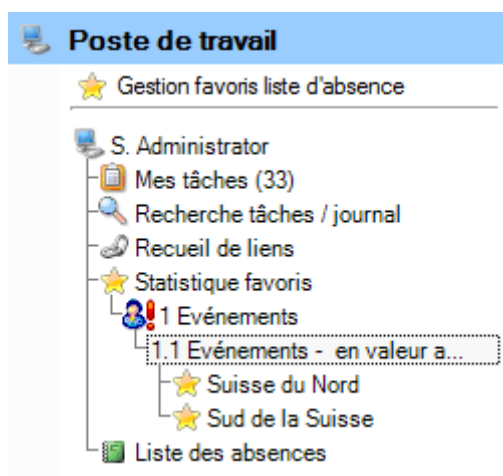 Poste de travail
Gestion favoris liste d'absence
S. Administrator
Mes tâches (33)
Recherche tâches / journal
Recueil de liens
Statistique favoris
1 Evénements
1.1 Evénements - en valeur a...
Suisse du Nord
Sud de la Suisse
Liste des absences